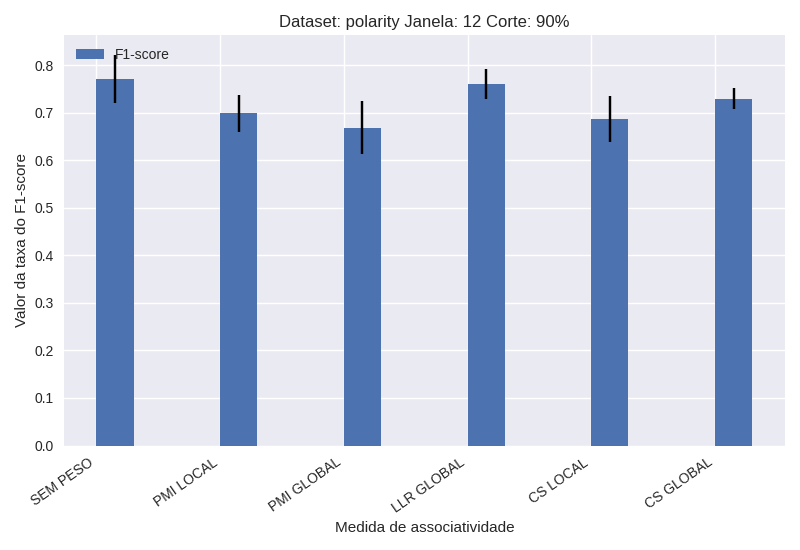 Dataset: polarity Janela: 12 Corte: 90%
F1-score
Valor da taxa do F1-score
0.8
0.7
0.6
0.5
0.4
0.3
0.2
0.1
0.0
SEM PESO
PMI LOCAL
PMI GLOBAL
LLR GLOBAL
CS LOCAL
CS GLOBAL
Medida de associatividade